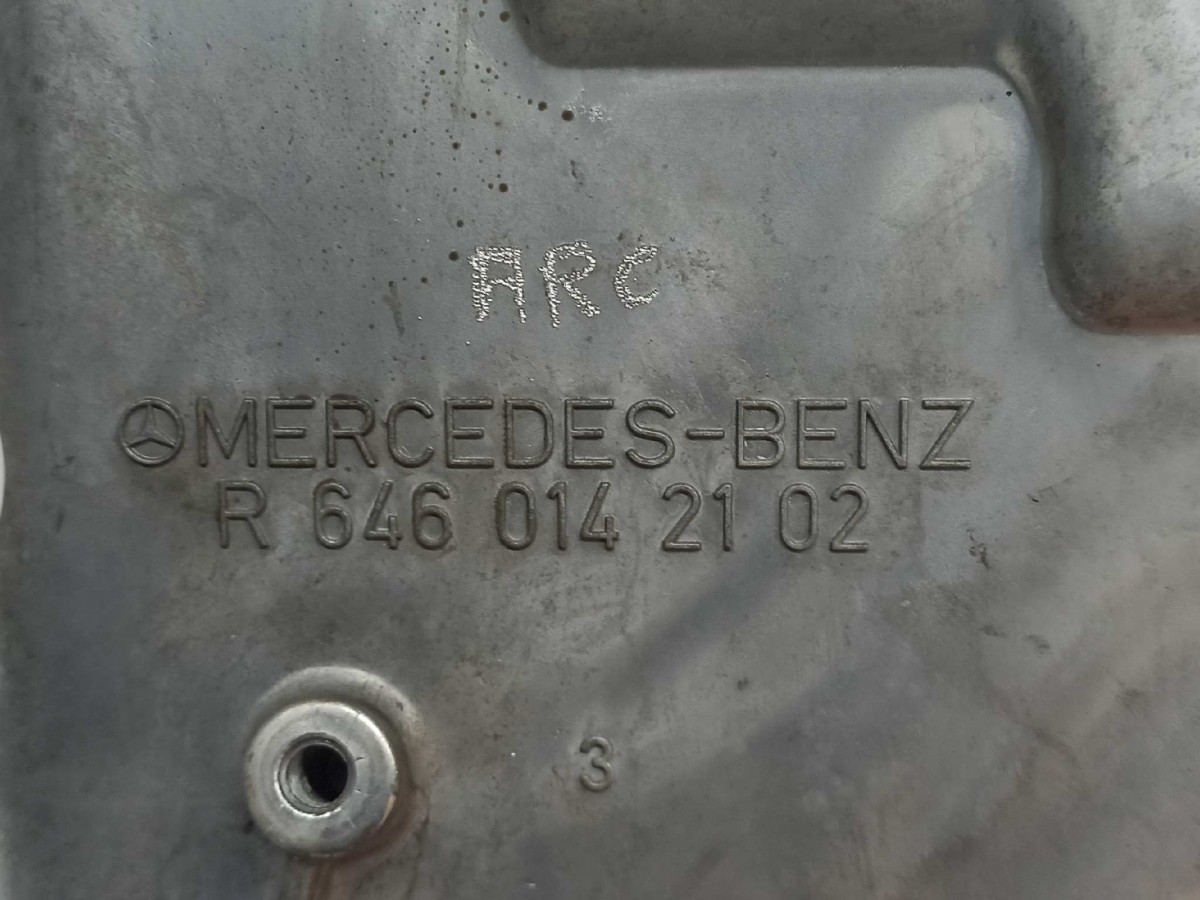 ARC
MERCEDES-BENZ
R 646 014 21 02
3